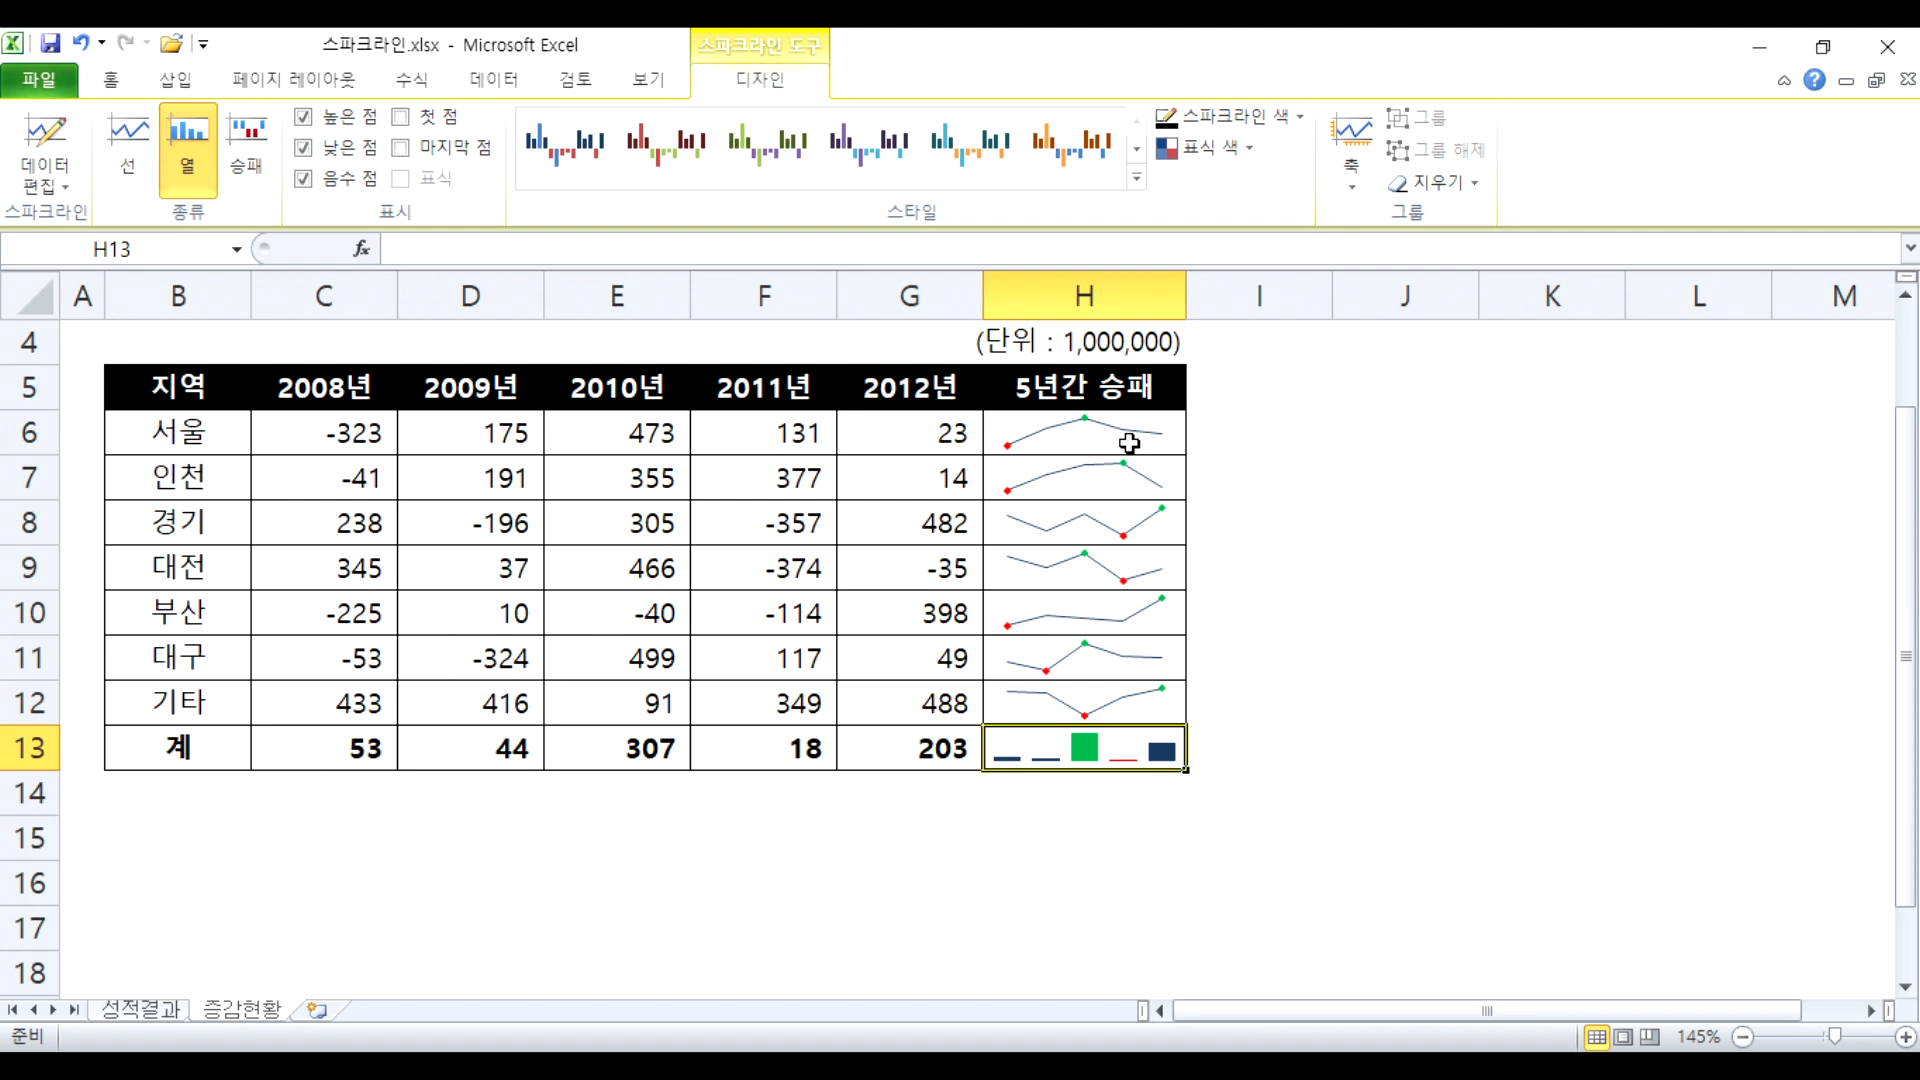 스파크라인.xlsx - Microsoft Excel
스파크라인 도구
파일 홈 삽입 페이지 레이아웃 수식 데이터 검토 보기 디자인
데이터 편집
스파크라인
선 열 승패
종류
높은 점 첫 점
낮은 점 마지막 점
음수 점 표식
표시
스타일
스파크라인 색
표식 색
축
그룹
그룹 해제
지우기
그룹
H13 fx
A B C D E F G H I J K L M
4 (단위 : 1,000,000)
5 지역 2008년 2009년 2010년 2011년 2012년 5년간 승패
6 서울 -323 175 473 131 23
7 인천 -41 191 355 377 14
8 경기 238 -196 305 -357 482
9 대전 345 37 466 -374 -35
10 부산 -225 10 -40 -114 398
11 대구 -53 -324 499 117 49
12 기타 433 416 91 349 488
13 계 53 44 307 18 203
14
15
16
17
18
성적결과 증감현황
준비 145%